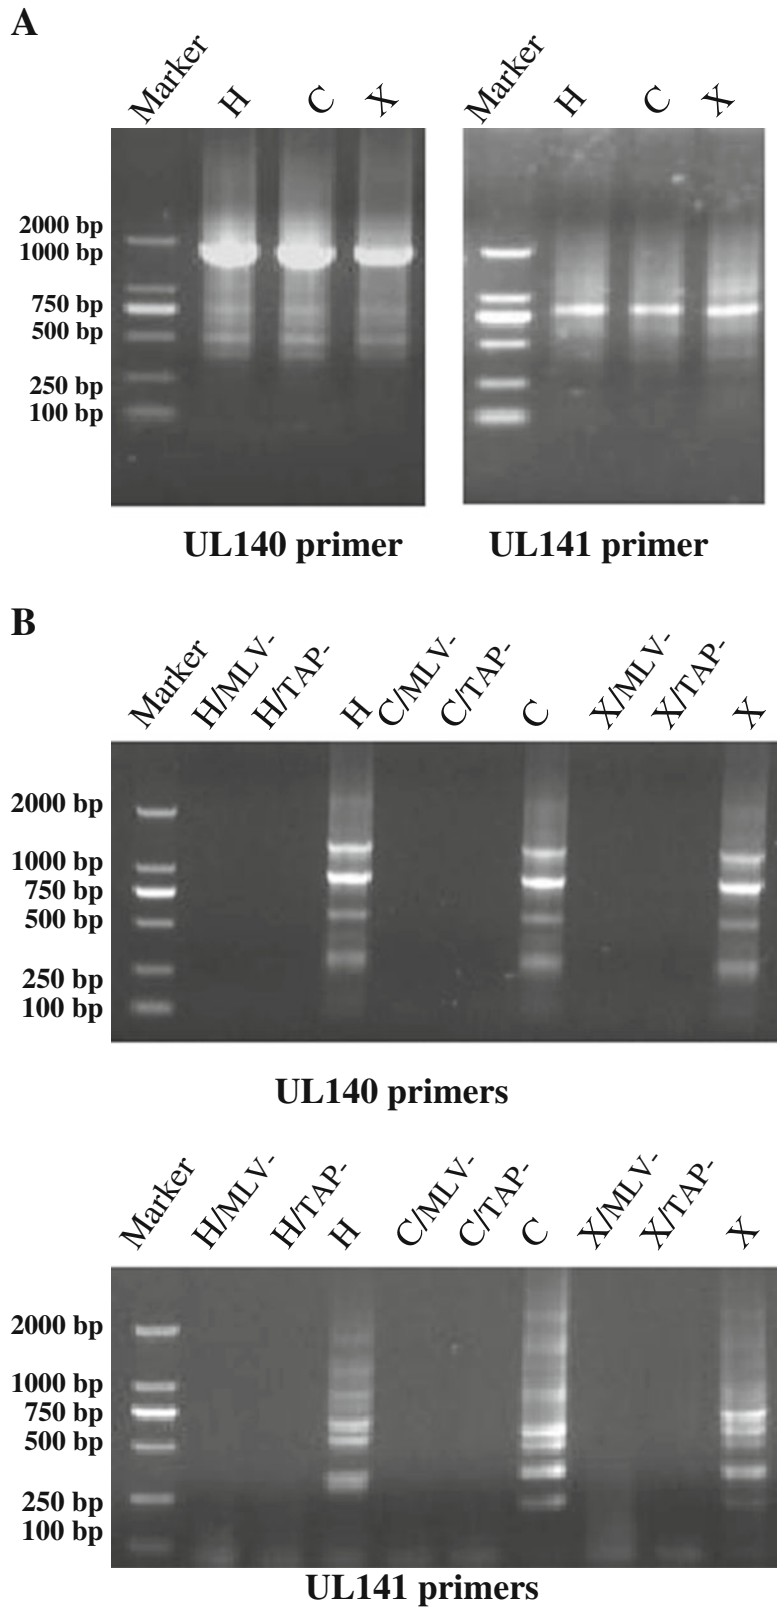 A
Marker H C X Marker H C X
2000 bp
1000 bp
750 bp
500 bp
250 bp
100 bp
UL140 primer UL141 primer
B
Marker H/MLV- H/TAP- H C/MLV- C/TAP- C X/MLV- X/TAP- X
2000 bp
1000 bp
750 bp
500 bp
250 bp
100 bp
UL140 primers
Marker H/MLV- H/TAP- H C/MLV- C/TAP- C X/MLV- X/TAP- X
2000 bp
1000 bp
750 bp
500 bp
250 bp
100 bp
UL141 primers